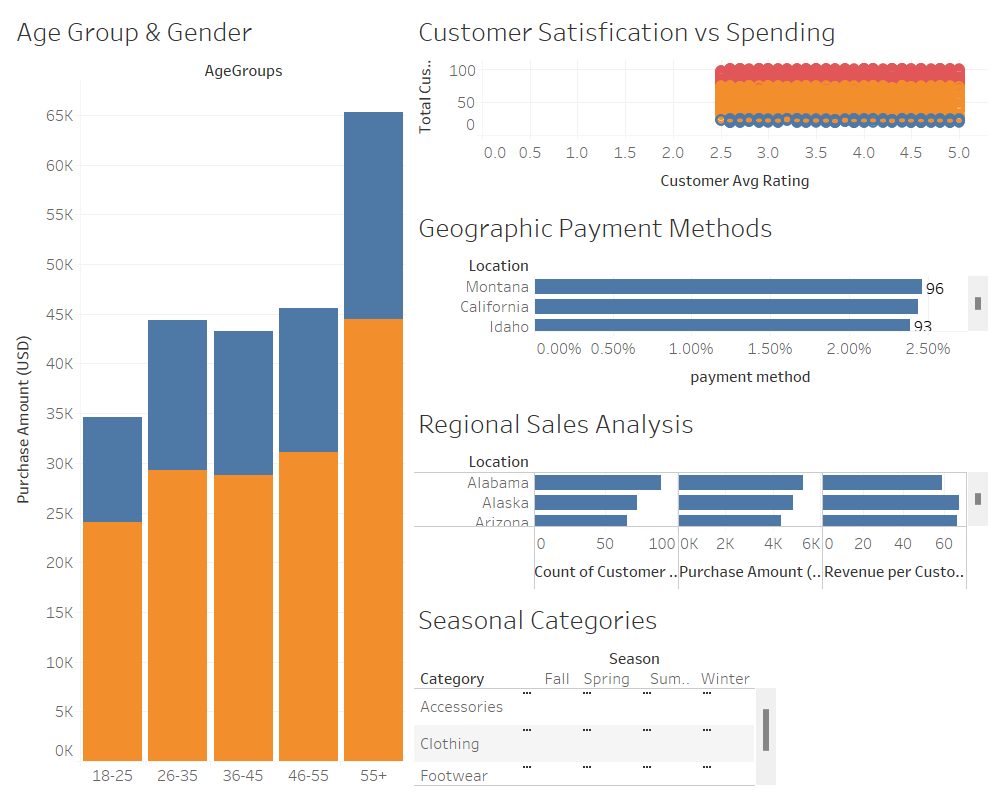 Age Group & Gender
AgeGroups
Purchase Amount (USD)
65K
60K
55K
50K
45K
40K
35K
30K
25K
20K
15K
10K
5K
0K
18-25 26-35 36-45 46-55 55+
Customer Satisfication vs Spending
Total Cus..
100
50
0
0.0 0.5 1.0 1.5 2.0 2.5 3.0 3.5 4.0 4.5 5.0
Customer Avg Rating
Geographic Payment Methods
Location
Montana 96
California
Idaho 93
0.00% 0.50% 1.00% 1.50% 2.00% 2.50%
payment method
Regional Sales Analysis
Location
Alabama
Alaska
Arizona
0 50 100 0K 2K 4K 6K 0 20 40 60
Count of Customer .. Purchase Amount (.. Revenue per Custo..
Seasonal Categories
Season
Category Fall Spring Sum.. Winter
Accessories ... ... ... ...
Clothing ... ... ... ...
Footwear ... ... ... ...